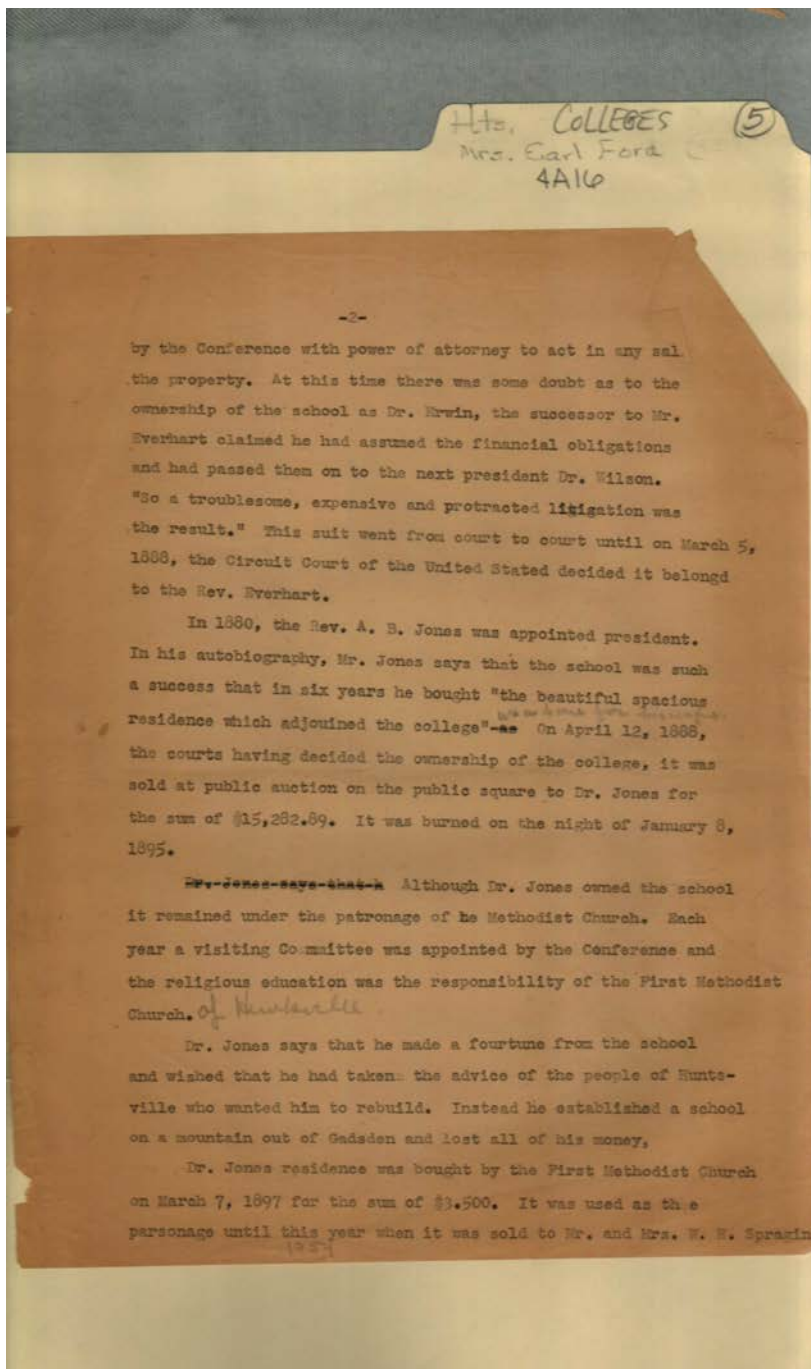 Hts. COLLEGES 5
Mrs. Earl Ford
4A16
-2-
by the Conference with power of attorney to act in any sal
the property. At this time there was some doubt as to the
ownership of the school as Dr. Erwin, the successor to Mr.
Everhart claimed he had assumed the financial obligations
and had passed them on to the next president Dr. Wilson.
"So a troublesome, expensive and protracted litigation was
the result." This suit went from court to court until on March 5,
1888, the Circuit Court of the United Stated decided it belongd
to the Rev. Everhart.
In 1880, the Rev. A. B. Jones was appointed president.
In his autobiography, Mr. Jones says that the school was such
a success that in six years he bought "the beautiful spacious
residence which adjouined the college"-as On April 12, 1888,
the courts having decided the ownership of the college, it was
sold at public auction on the public square to Dr. Jones for
the sum of $15,282.89. It was burned on the night of January 8,
1895.
Dr.-Jones-says-that-h Although Dr. Jones owned the school
it remained under the patronage of he Methodist Church. Each
year a visiting Committee was appointed by the Conference and
the religious education was the responsibility of the First Methodist
Church. of Huntsville
Dr. Jones says that he made a fourtune from the school
and wished that he had taken the advice of the people of Hunts-
ville who wanted him to rebuild. Instead he established a school
on a mountain out of Gadsden and lost all of his money,
Dr. Jones residence was bought by the First Methodist Church
on March 7, 1897 for the sum of $3.500. It was used as th e
parsonage until this year when it was sold to Mr. and Mrs. W. H. Spragin